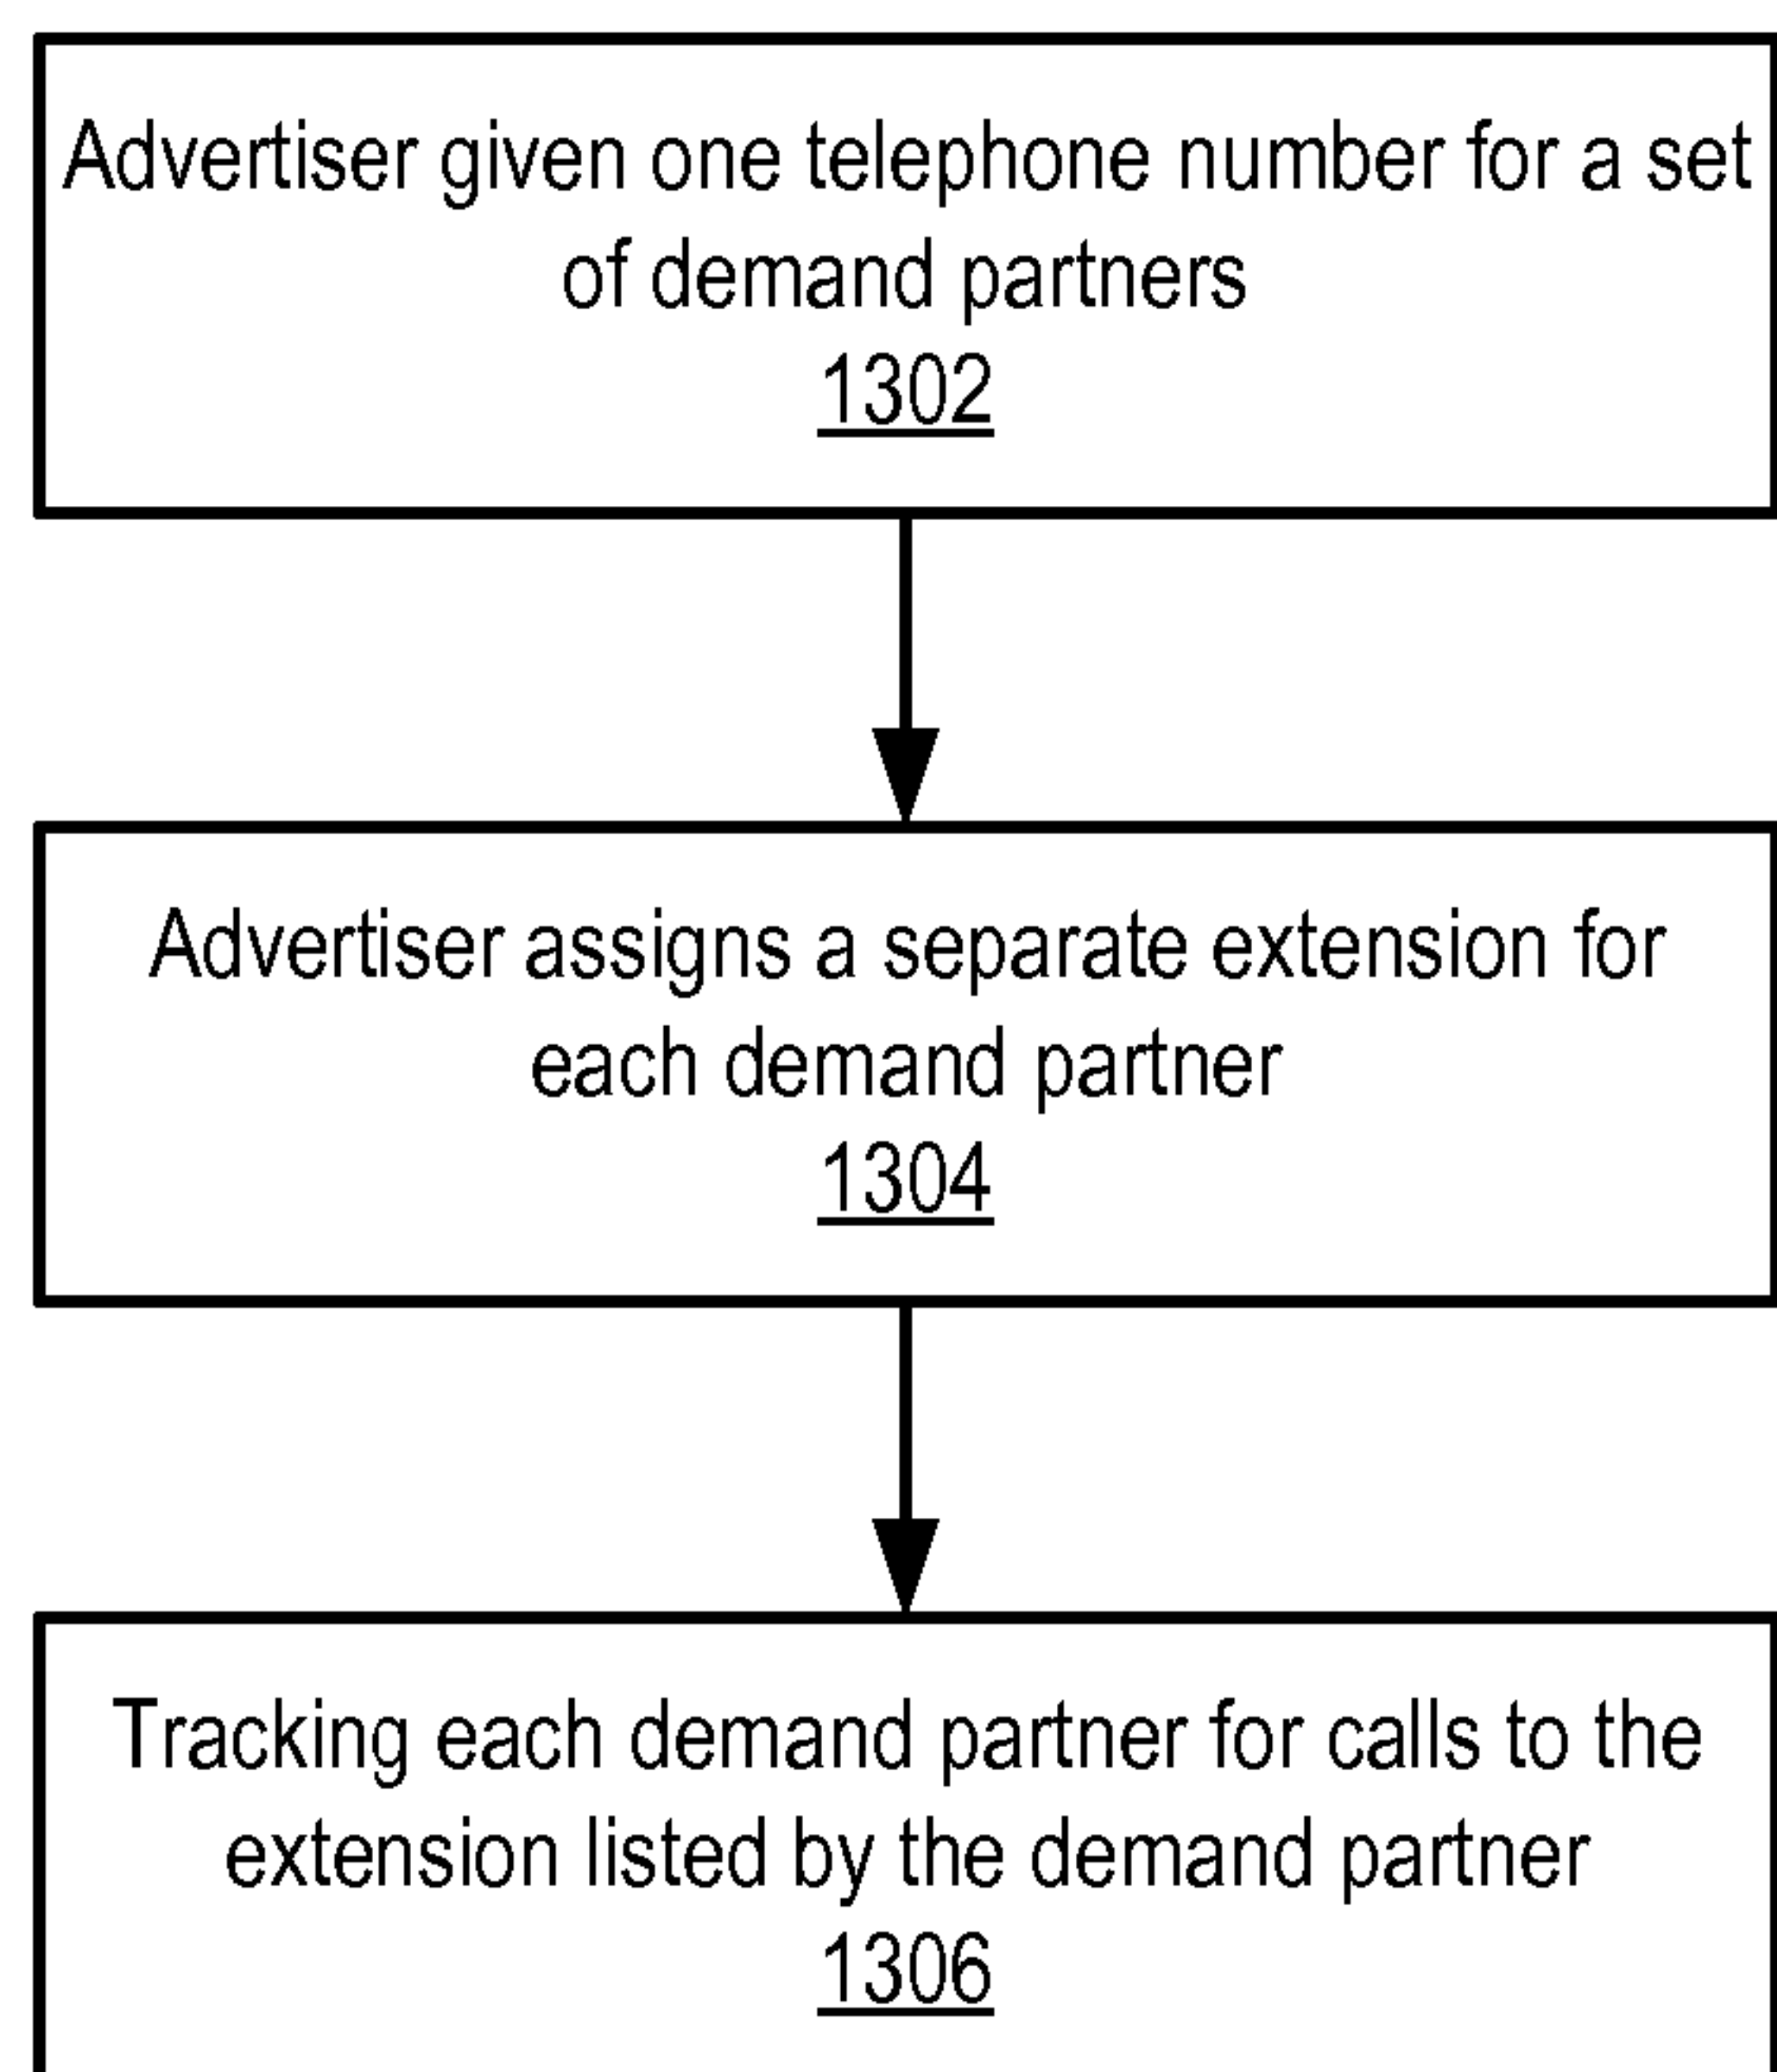 Advertiser given one telephone number for a set
of demand partners
1302
Advertiser assigns a separate extension for
each demand partner
1304
Tracking each demand partner for calls to the
extension listed by the demand partner
1306